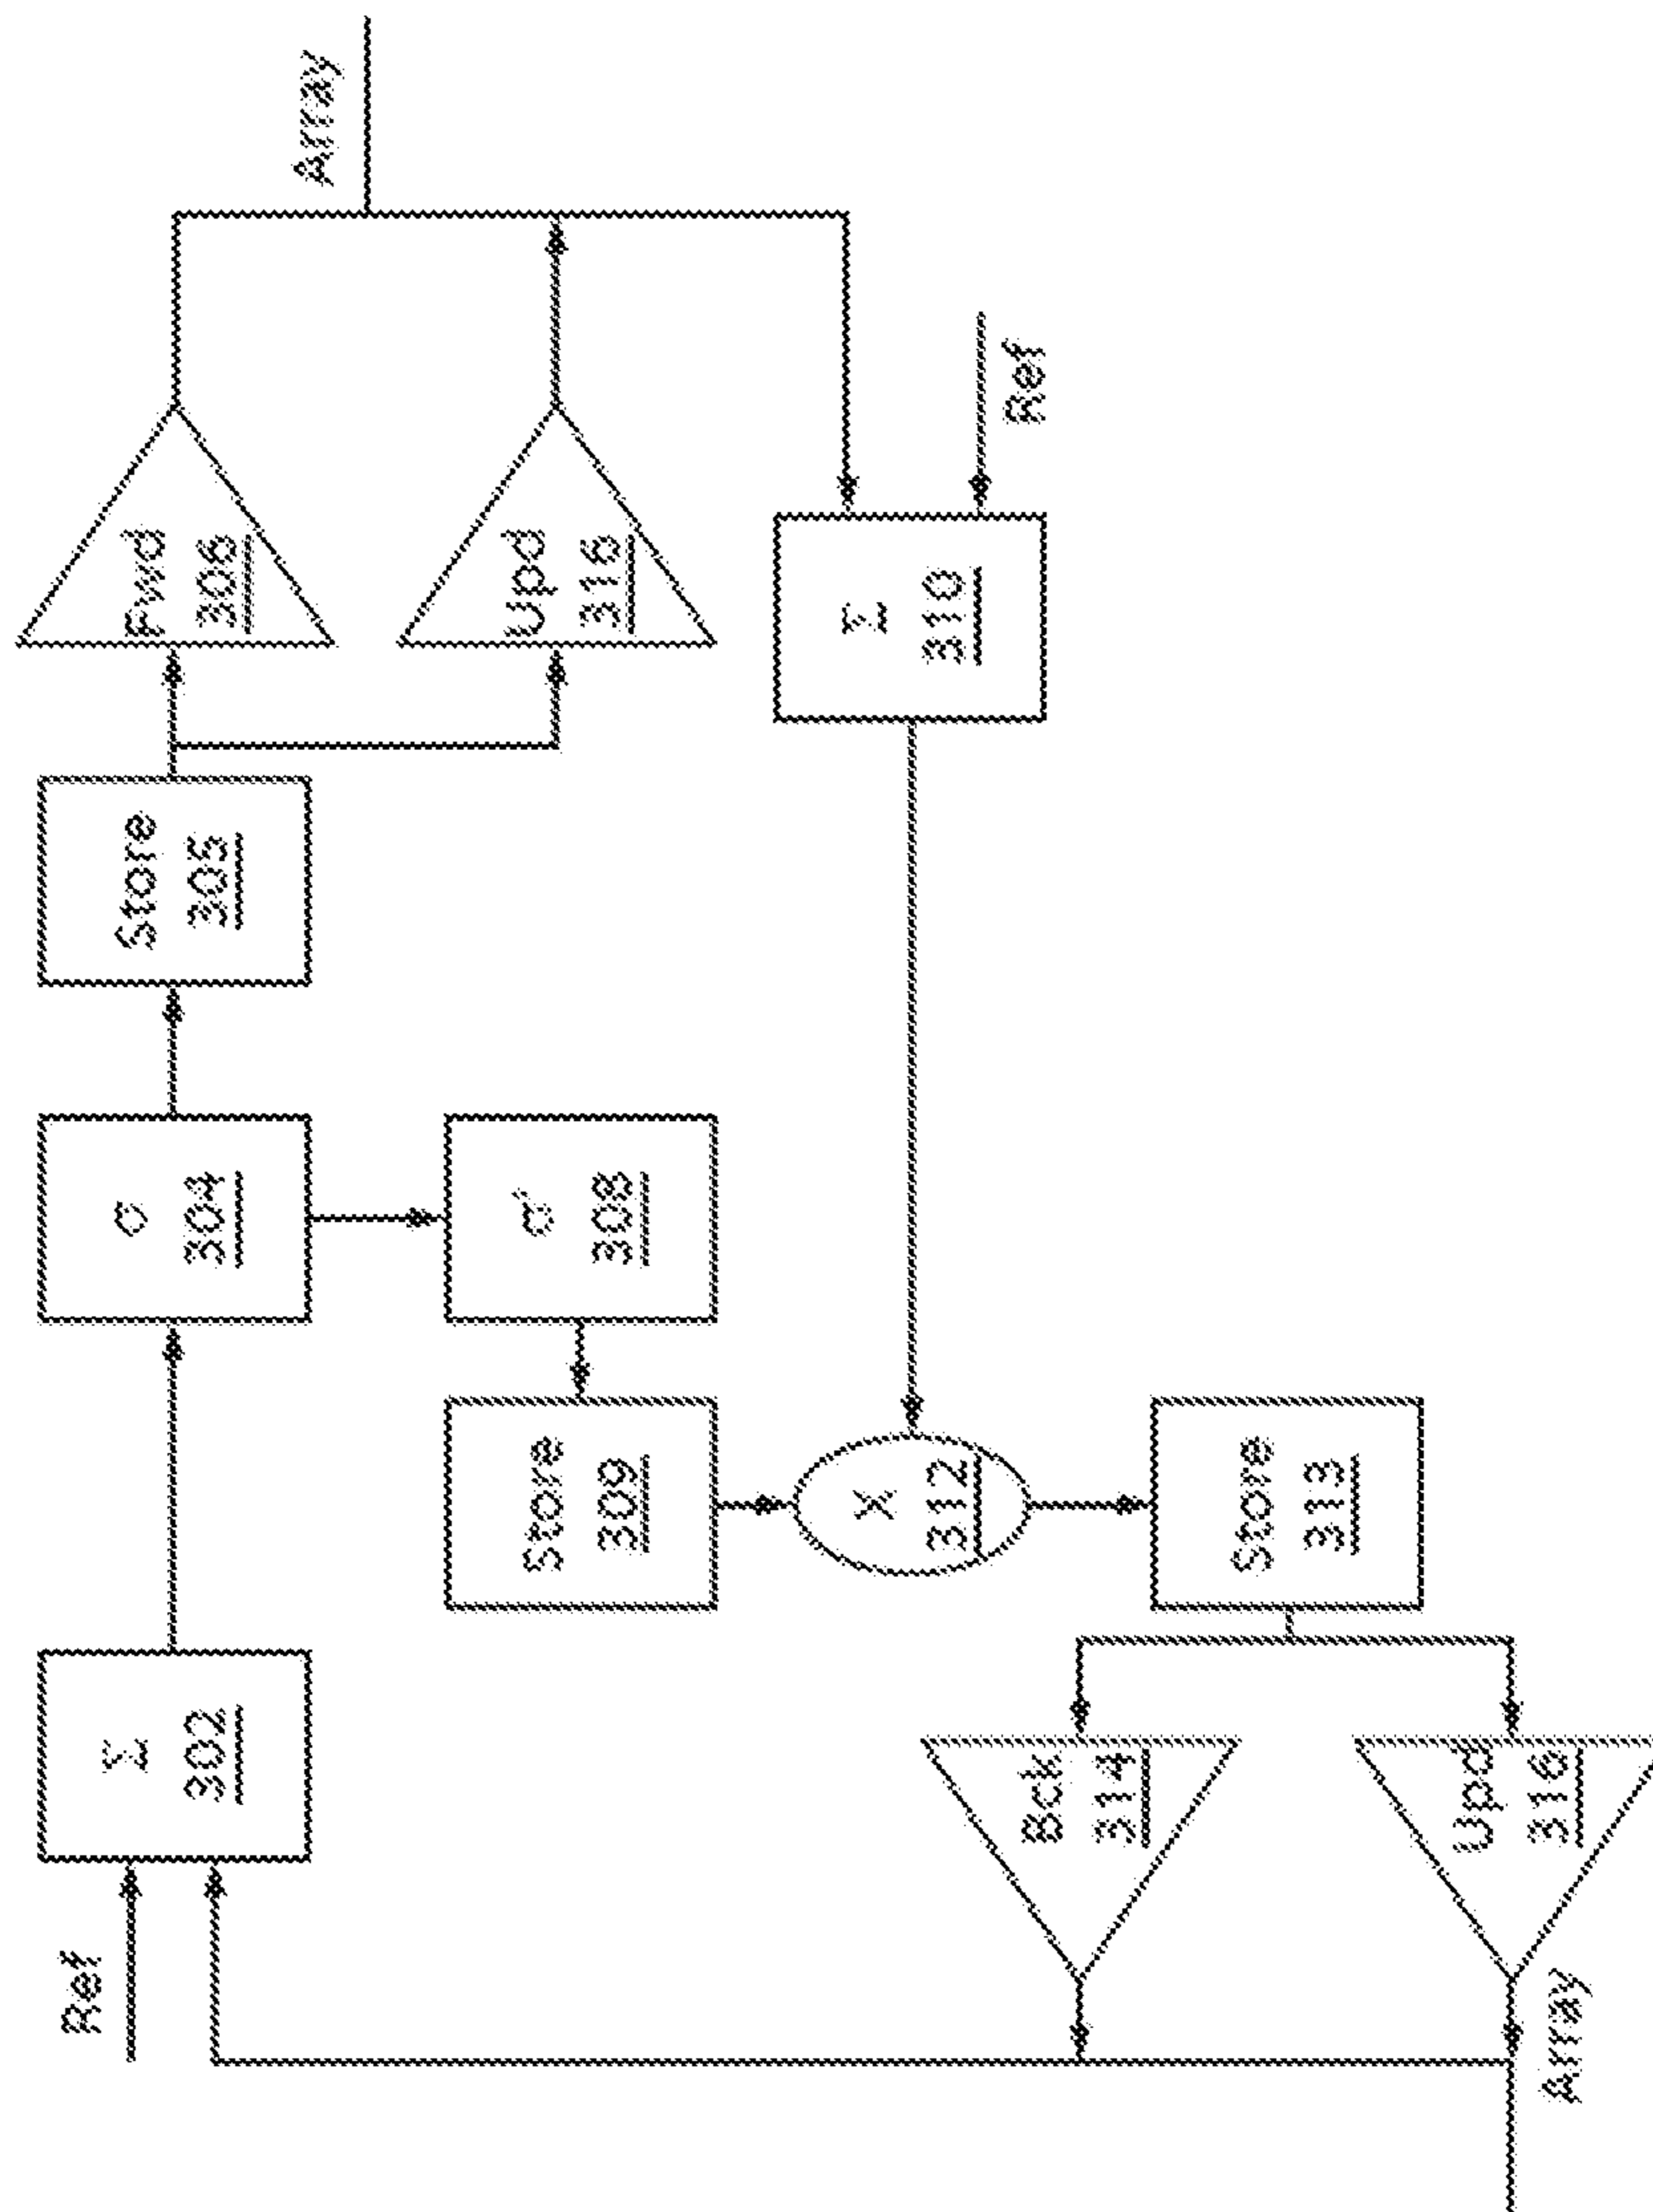 Ref
Σ
302
σ
304
Store
305
Fwd
306
Array
Store
309
σ'
308
Upd
316
X
312
Σ
310
Ref
Bck
314
Store
313
Upd
316
Array